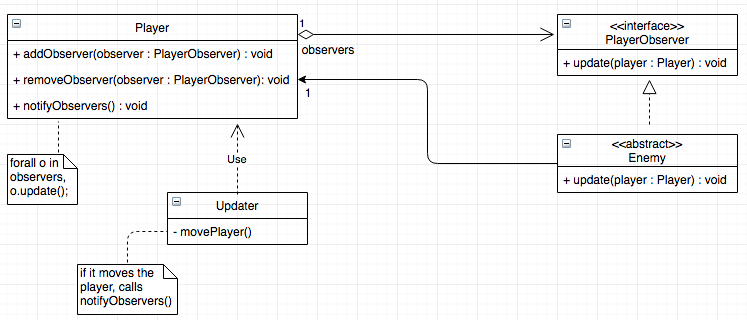 Player
+ addObserver(observer : PlayerObserver) : void
+ removeObserver(observer : PlayerObserver): void
+ notifyObservers() : void
1
observers
1
<<interface>>
PlayerObserver
+ update(player : Player) : void
<<abstract>>
Enemy
+ update(player : Player) : void
forall o in
observers,
o.update();
Use
Updater
- movePlayer()
if it moves the
player, calls
notifyObservers()